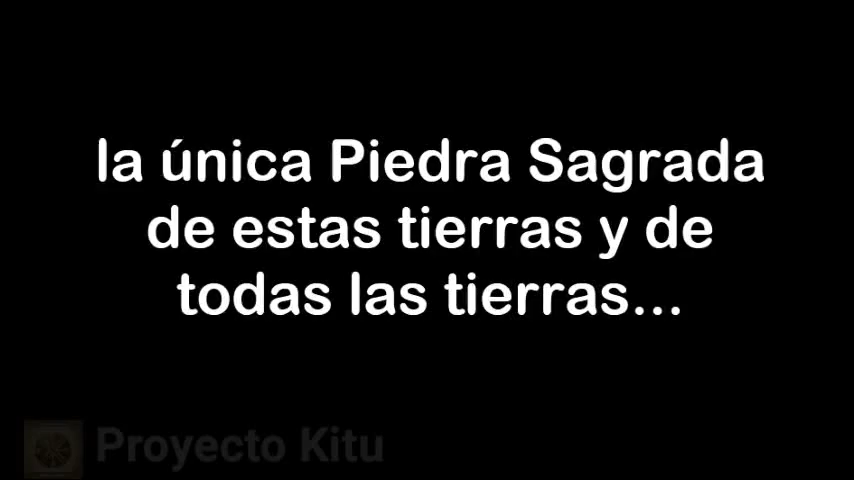 la única Piedra Sagrada
de estas tierras y de
todas las tierras...
Proyecto Kitu